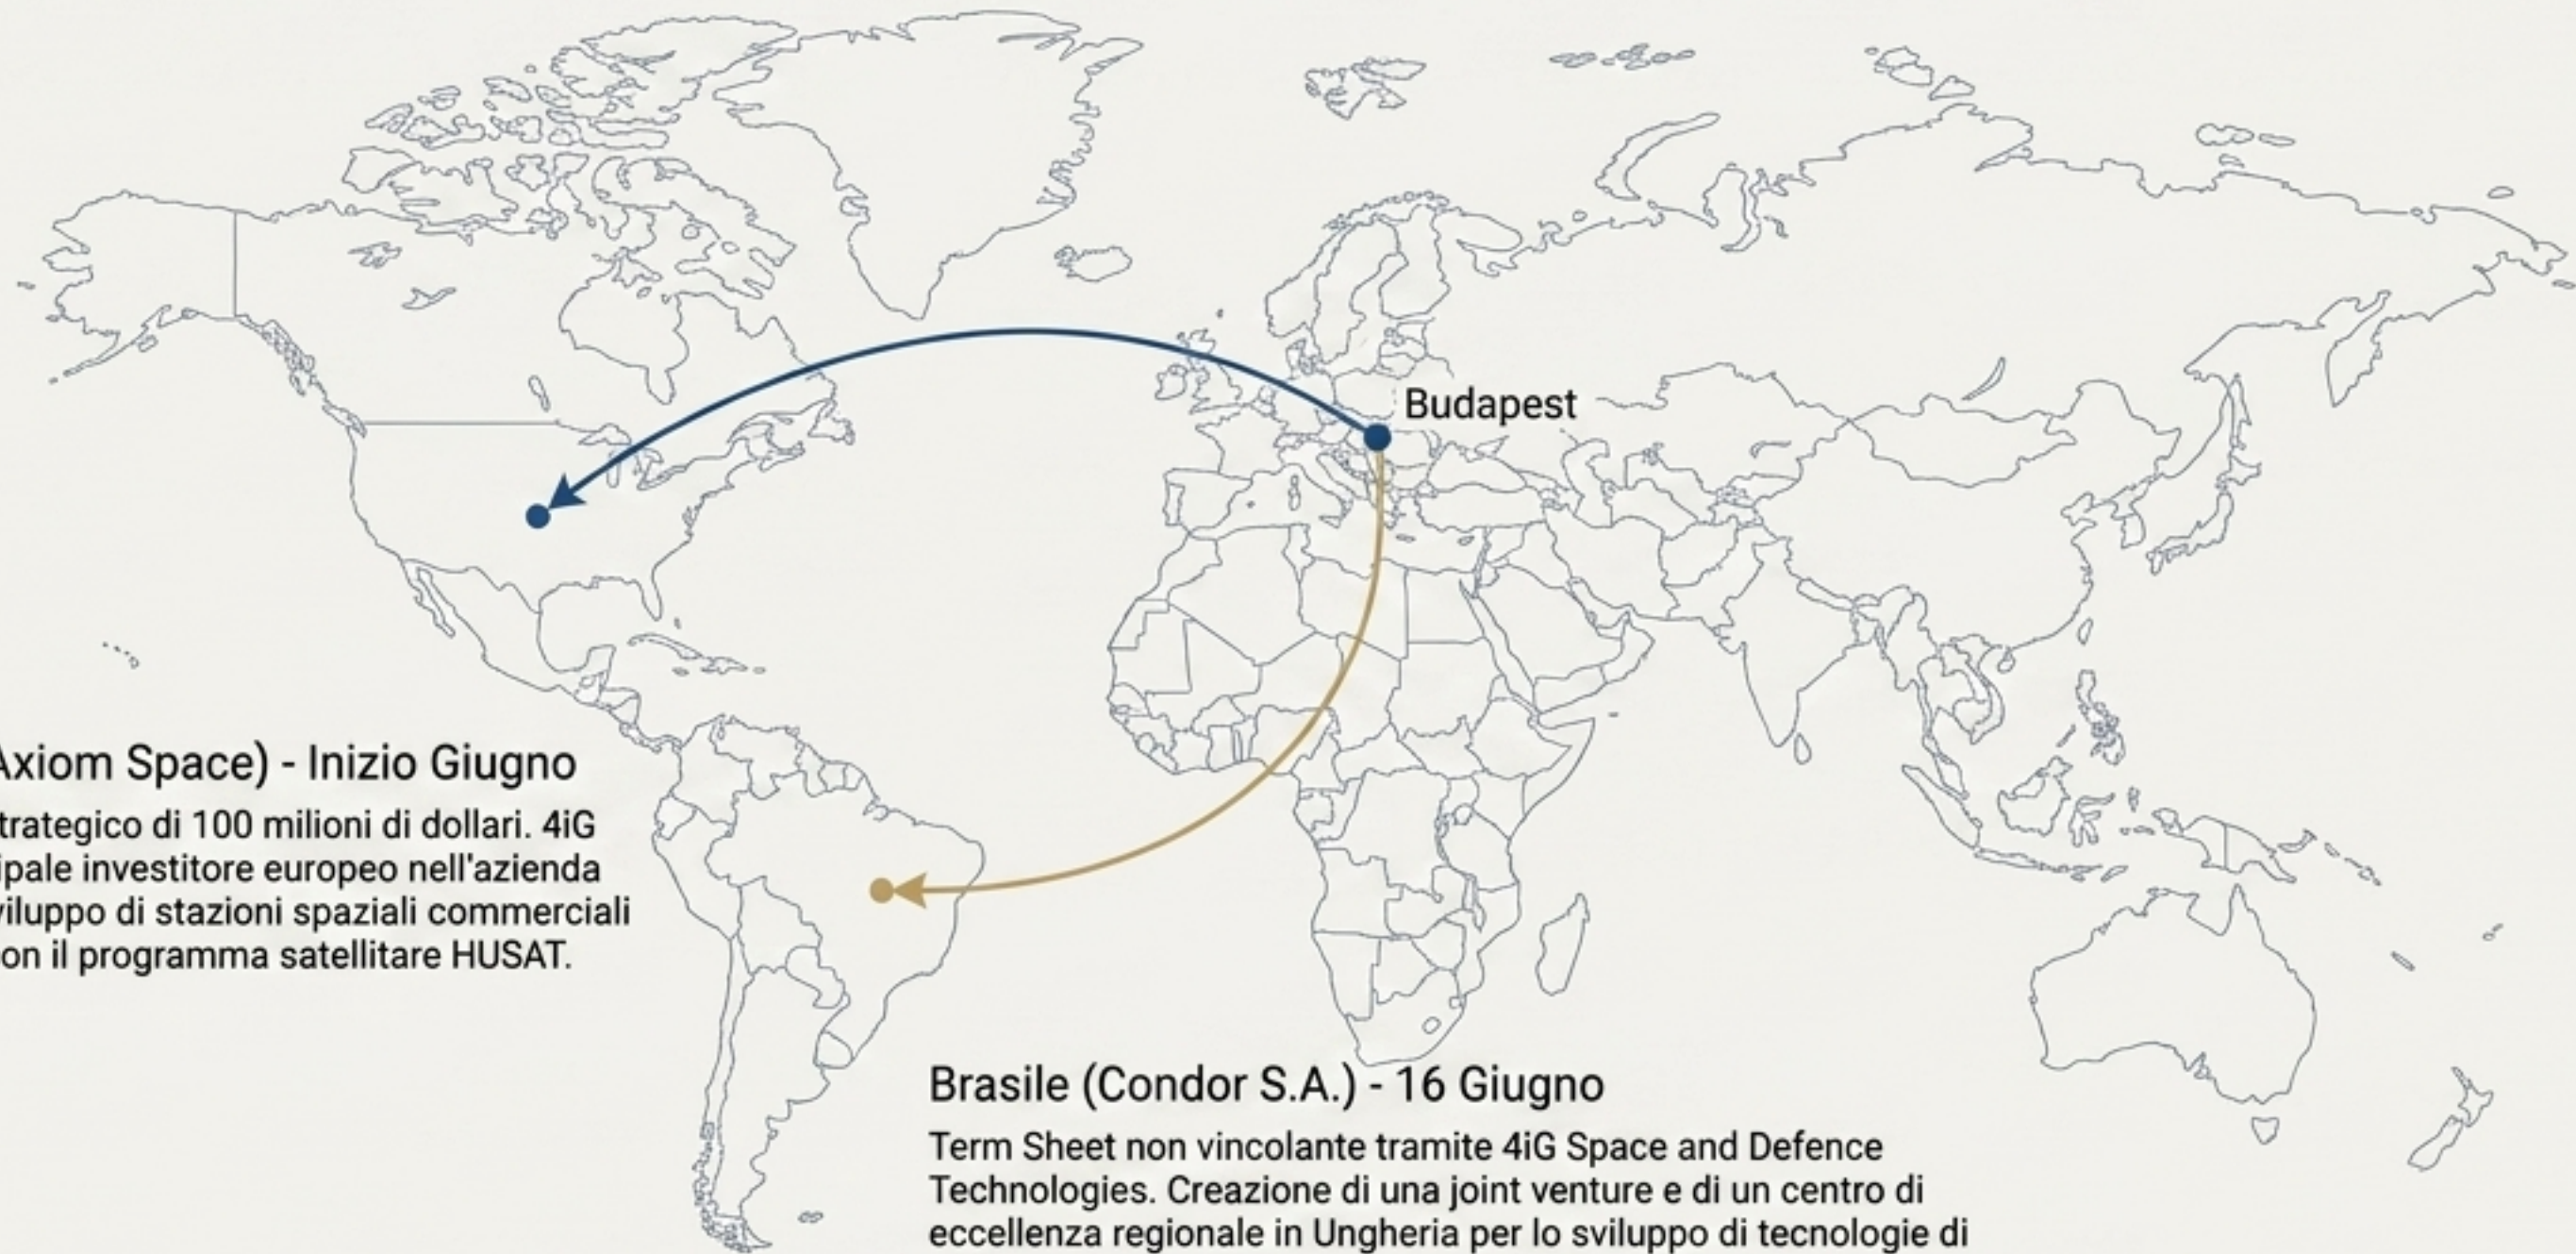 Budapest
Axiom Space) - Inizio Giugno
trategico di 100 milioni di dollari. 4iG
ipale investitore europeo nell'azienda
viluppo di stazioni spaziali commerciali
on il programma satellitare HUSAT.
Brasile (Condor S.A.) - 16 Giugno
Term Sheet non vincolante tramite 4iG Space and Defence
Technologies. Creazione di una joint venture e di un centro di
eccellenza regionale in Ungheria per lo sviluppo di tecnologie di